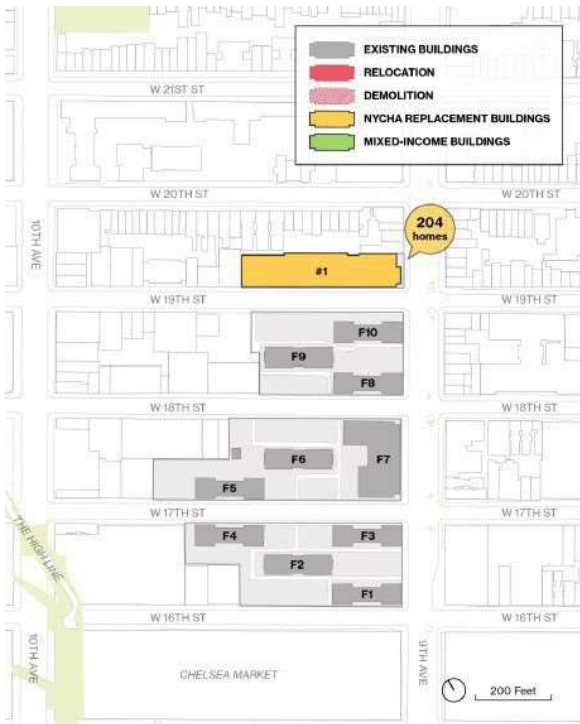 EXISTING BUILDINGS
RELOCATION
DEMOLITION
NYCHA REPLACEMENT BUILDINGS
MIXED-INCOME BUILDINGS
W 21ST ST
W 20TH ST
W 20TH ST
10TH AVE
204
homes
#1
W 19TH ST
W 19TH ST
F10
F9
F8
W 18TH ST
W 18TH ST
F6
F7
F5
W 17TH ST
W 17TH ST
THE HIGH LINE
F4
F3
F2
F1
W 16TH ST
W 16TH ST
10TH AVE
CHELSEA MARKET
9TH AVE
200 Feet